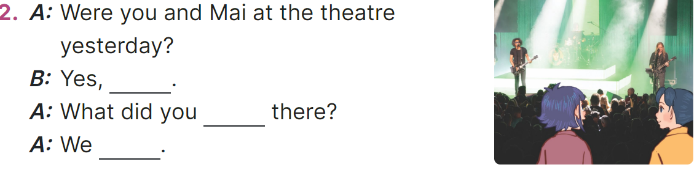 2. A: Were you and Mai at the theatre
yesterday?
B: Yes, ______.
A: What did you ______ there?
A: We ______.